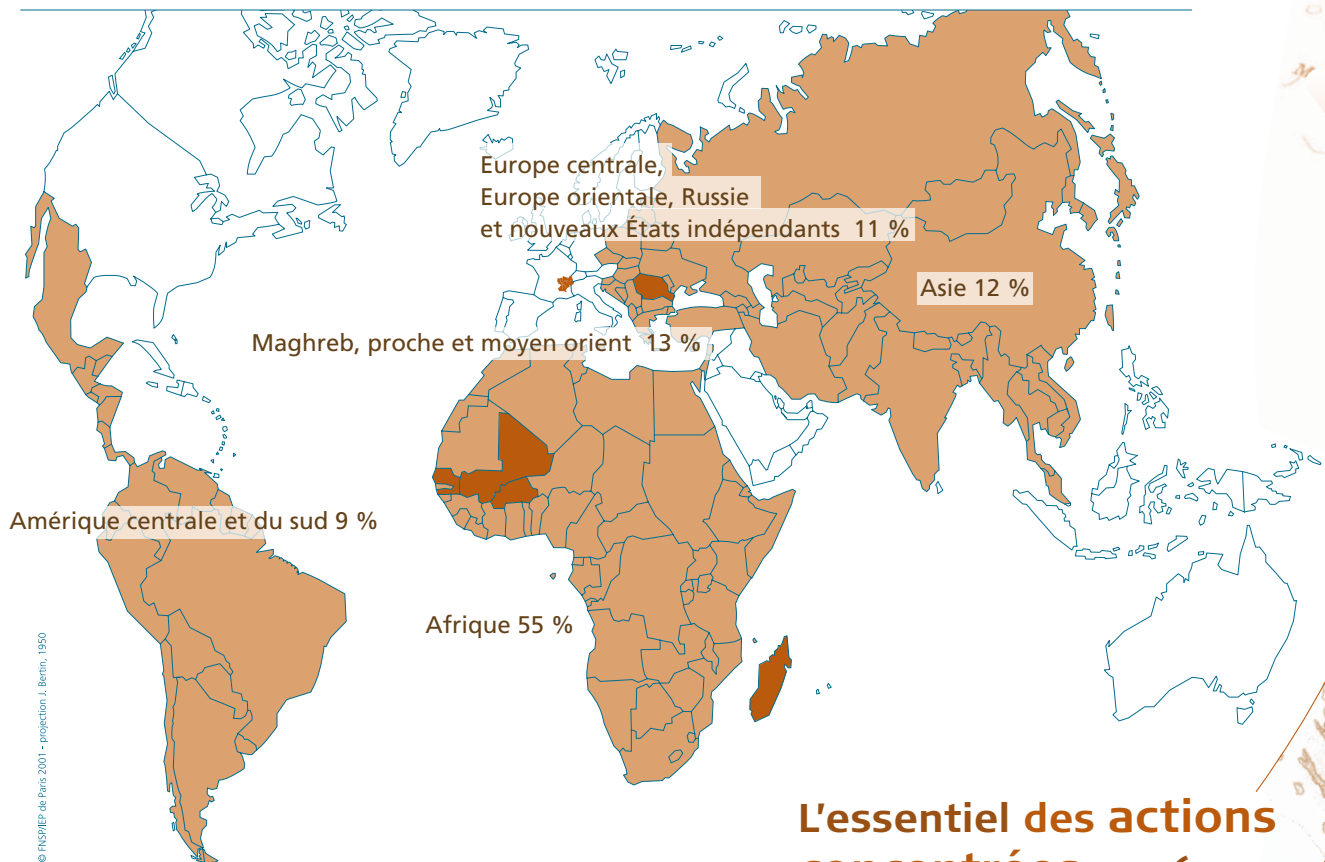 Europe centrale,
Europe orientale, Russie
et nouveaux États indépendants 11 %
Asie 12 %
Maghreb, proche et moyen orient 13 %
Amérique centrale et du sud 9 %
Afrique 55 %
© FNSP/IEP de Paris 2001 - projection J. Bertin, 1950
L'essentiel des actions